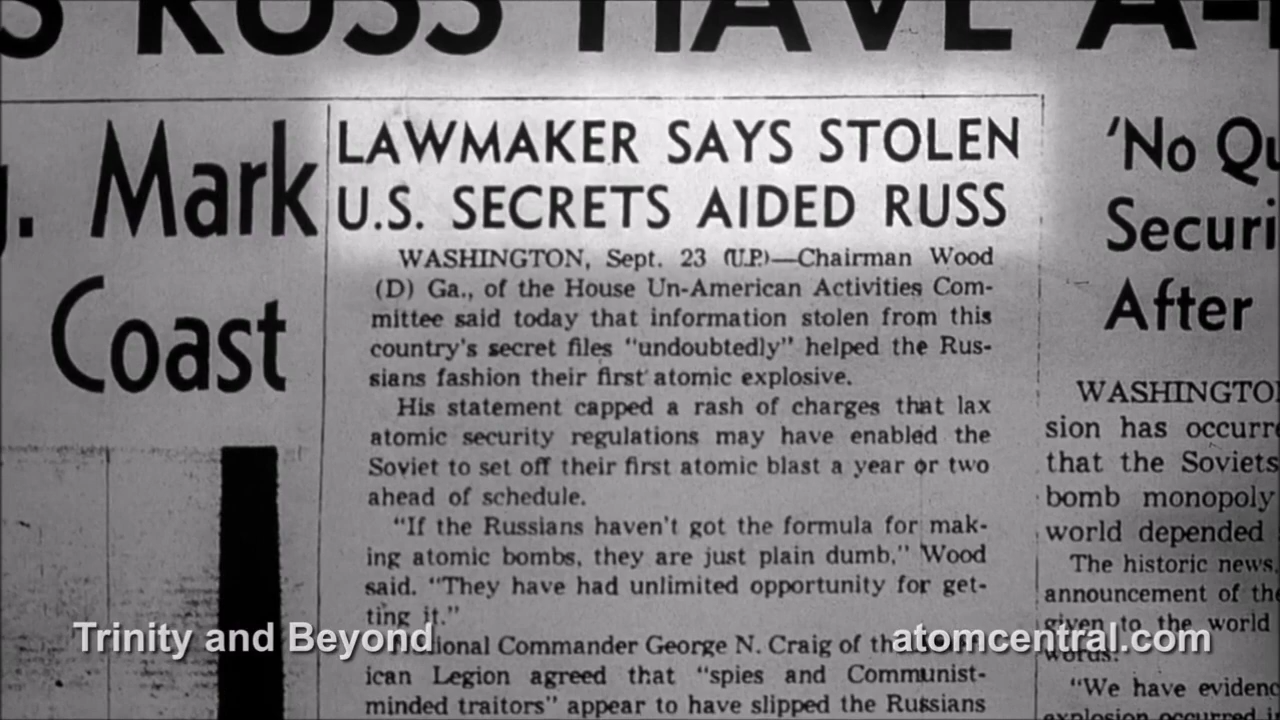 RUSS HAVE
. Mark
Coast
LAWMAKER SAYS STOLEN
U.S. SECRETS AIDED RUSS
WASHINGTON, Sept. 23 (U.P.)—Chairman Wood
(D) Ga., of the House Un-American Activities Com-
mittee said today that information stolen from this
country's secret files "undoubtedly" helped the Rus-
sians fashion their first atomic explosive.
His statement capped a rash of charges that lax
atomic security regulations may have enabled the
Soviet to set off their first atomic blast a year or two
ahead of schedule.
"If the Russians haven't got the formula for mak-
ing atomic bombs, they are just plain dumb," Wood
said. "They have had unlimited opportunity for get-
ting it."
ional Commander George N. Craig of th
ican Legion agreed that "spies and Communist-
minded traitors" appear to have slipped the Russians
'No Qu
Securi
After
WASHINGTO
sion has occurr
that the Soviets
bomb monopoly
world depended
The historic news,
announcement of the
given to the world
words:
"We have evidenc
explosion occurred i
Trinity and Beyond
atomcentral.com